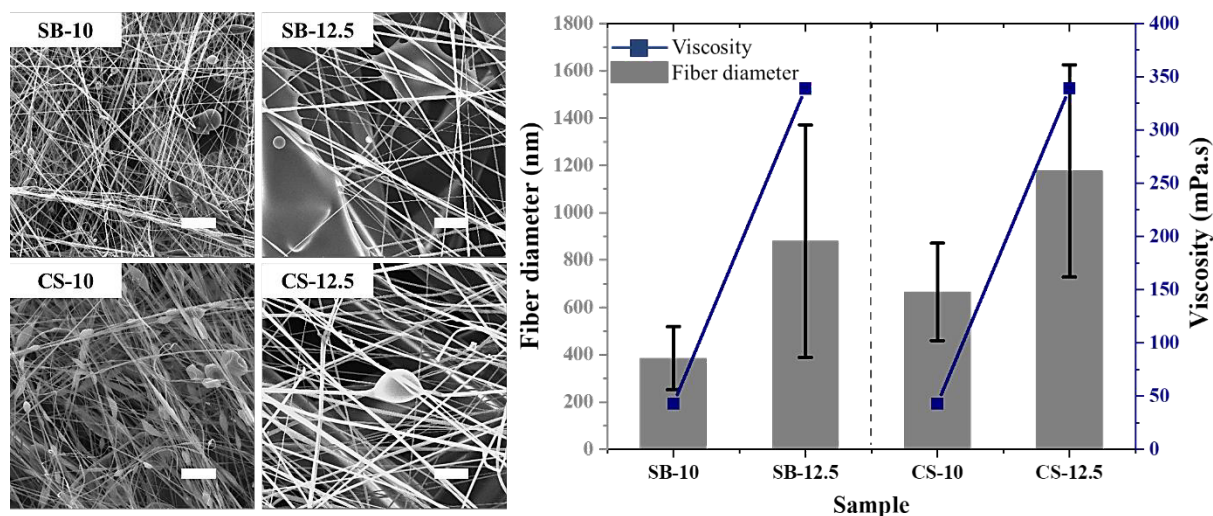 SB-10
SB-12.5
CS-10
CS-12.5
Fiber diameter (nm)
1800
1600
1400
1200
1000
800
600
400
200
0
Viscosity
Fiber diameter
400
350
300
250
200
150
100
50
0
Viscosity (mPa.s)
SB-10
SB-12.5
CS-10
CS-12.5
Sample